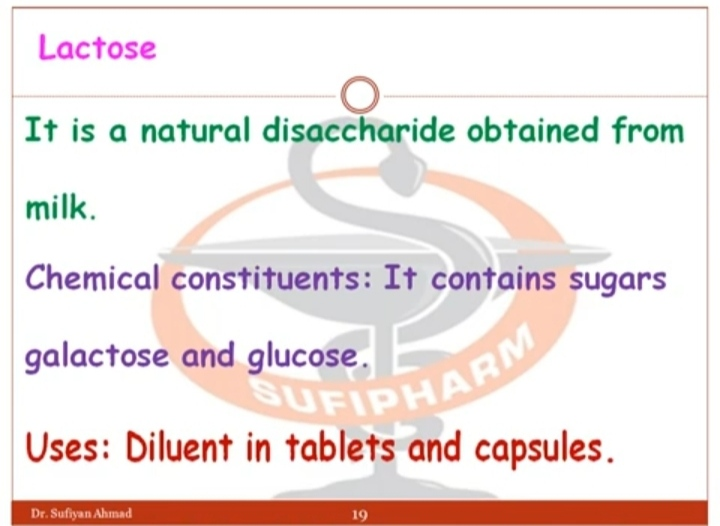 Lactose
It is a natural disaccharide obtained from
milk.
Chemical constituents: It contains sugars
galactose and glucose.
SUFIPHARM
Uses: Diluent in tablets and capsules.
Dr. Sufiyan Ahmad
19